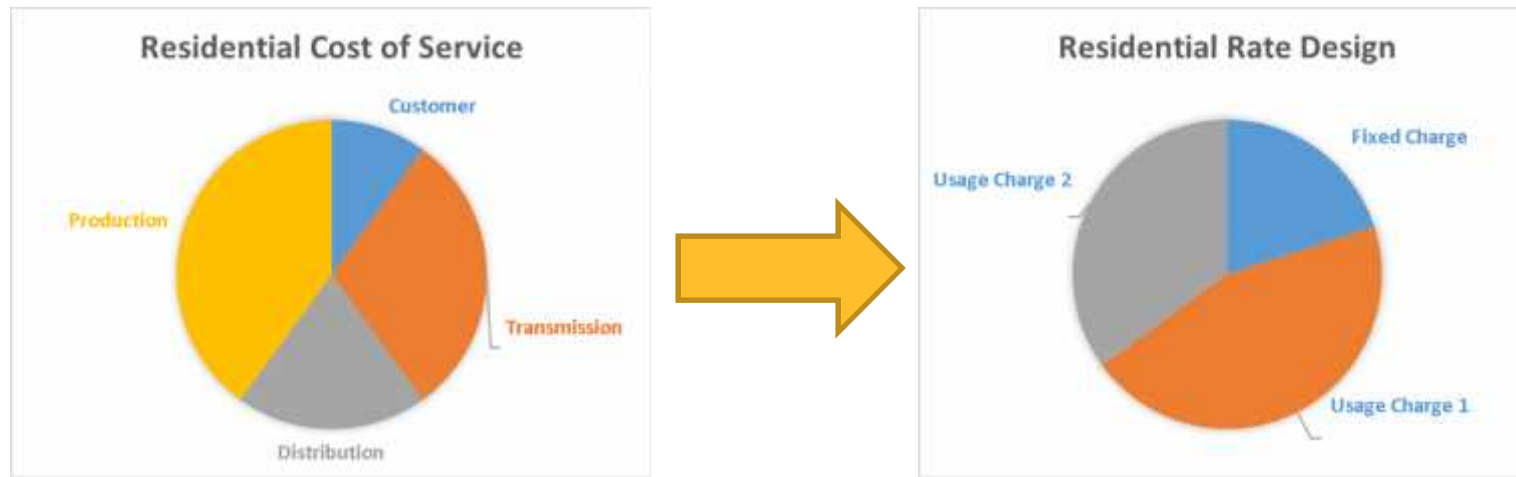 Residential Cost of Service
Customer
Production
Transmission
Distribution
Residential Rate Design
Fixed Charge
Usage Charge 2
Usage Charge 1